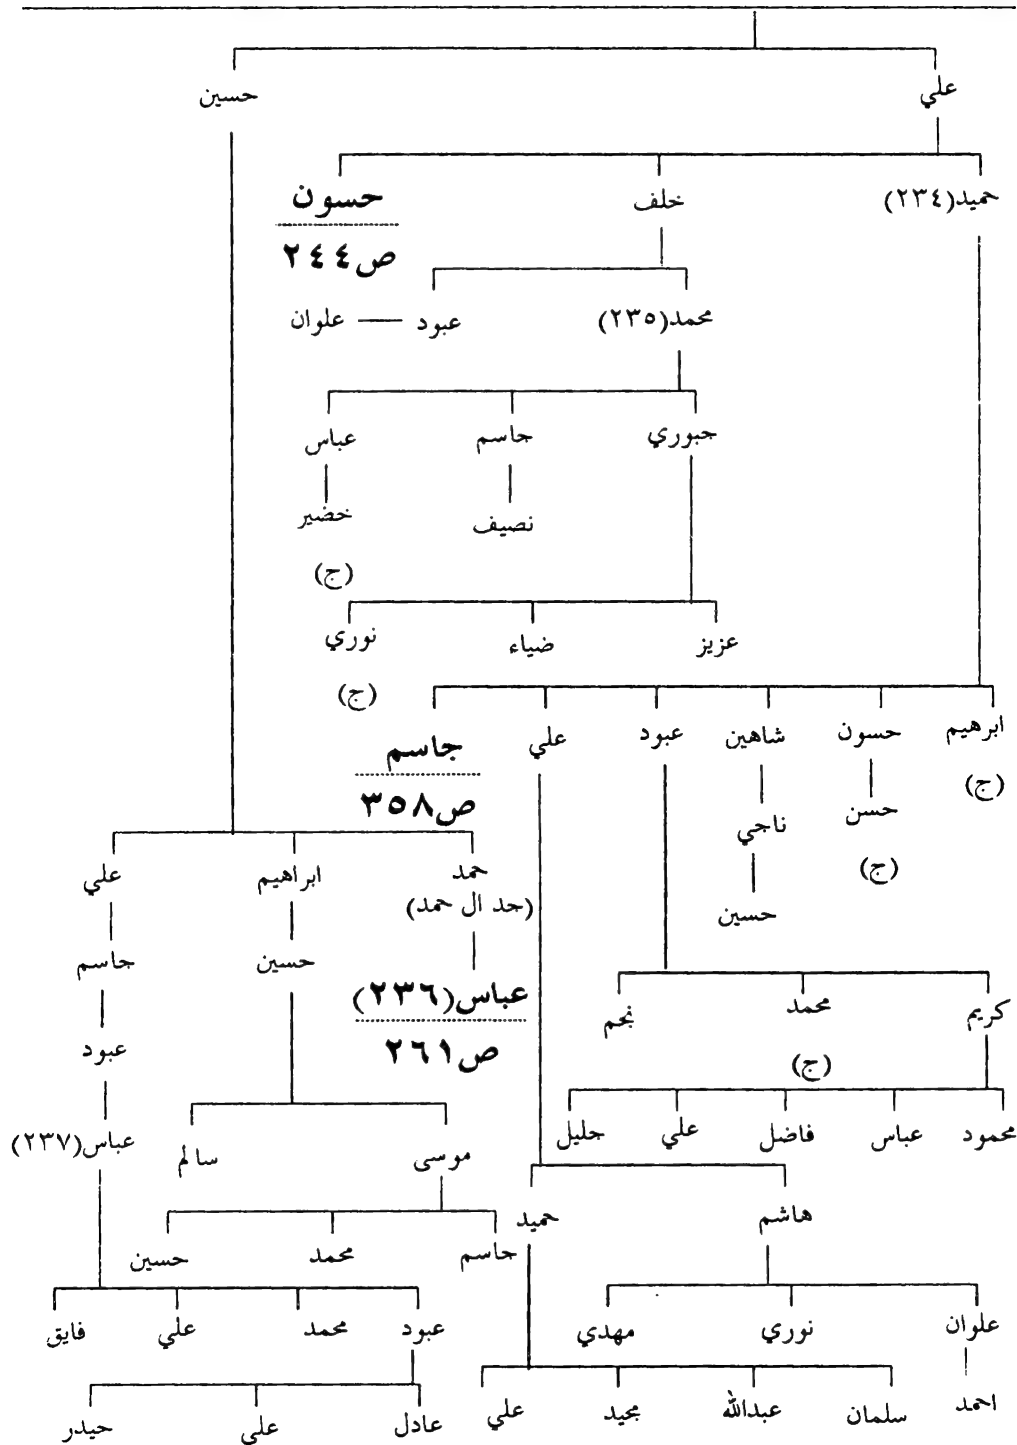 علي حسين
حميد(٢٣٤) خلف حسون
ص٢٤٤
محمد(٢٣٥) عبود علوان
جبوري جاسم عباس
نصيف خضير
(ج)
عزيز ضياء نوري
(ج)
ابرهيم حسون شاهين عبود علي جاسم
(ج) حسن ناجي ص٣٥٨
(ج) حسين
حمد ابراهيم علي
(جد ال حمد)
حسين جاسم
عباس(٢٣٦)
ص٢٦١
كريم محمد نجم
(ج)
عبود
محمود عباس فاضل علي جليل
موسى سالم عباس(٢٣٧)
هاشم حميد
جاسم محمد حسين
علوان نوري مهدي
عبود محمد علي فايق
احمد
سلمان عبدالله مجيد علي
عادل علي حيدر